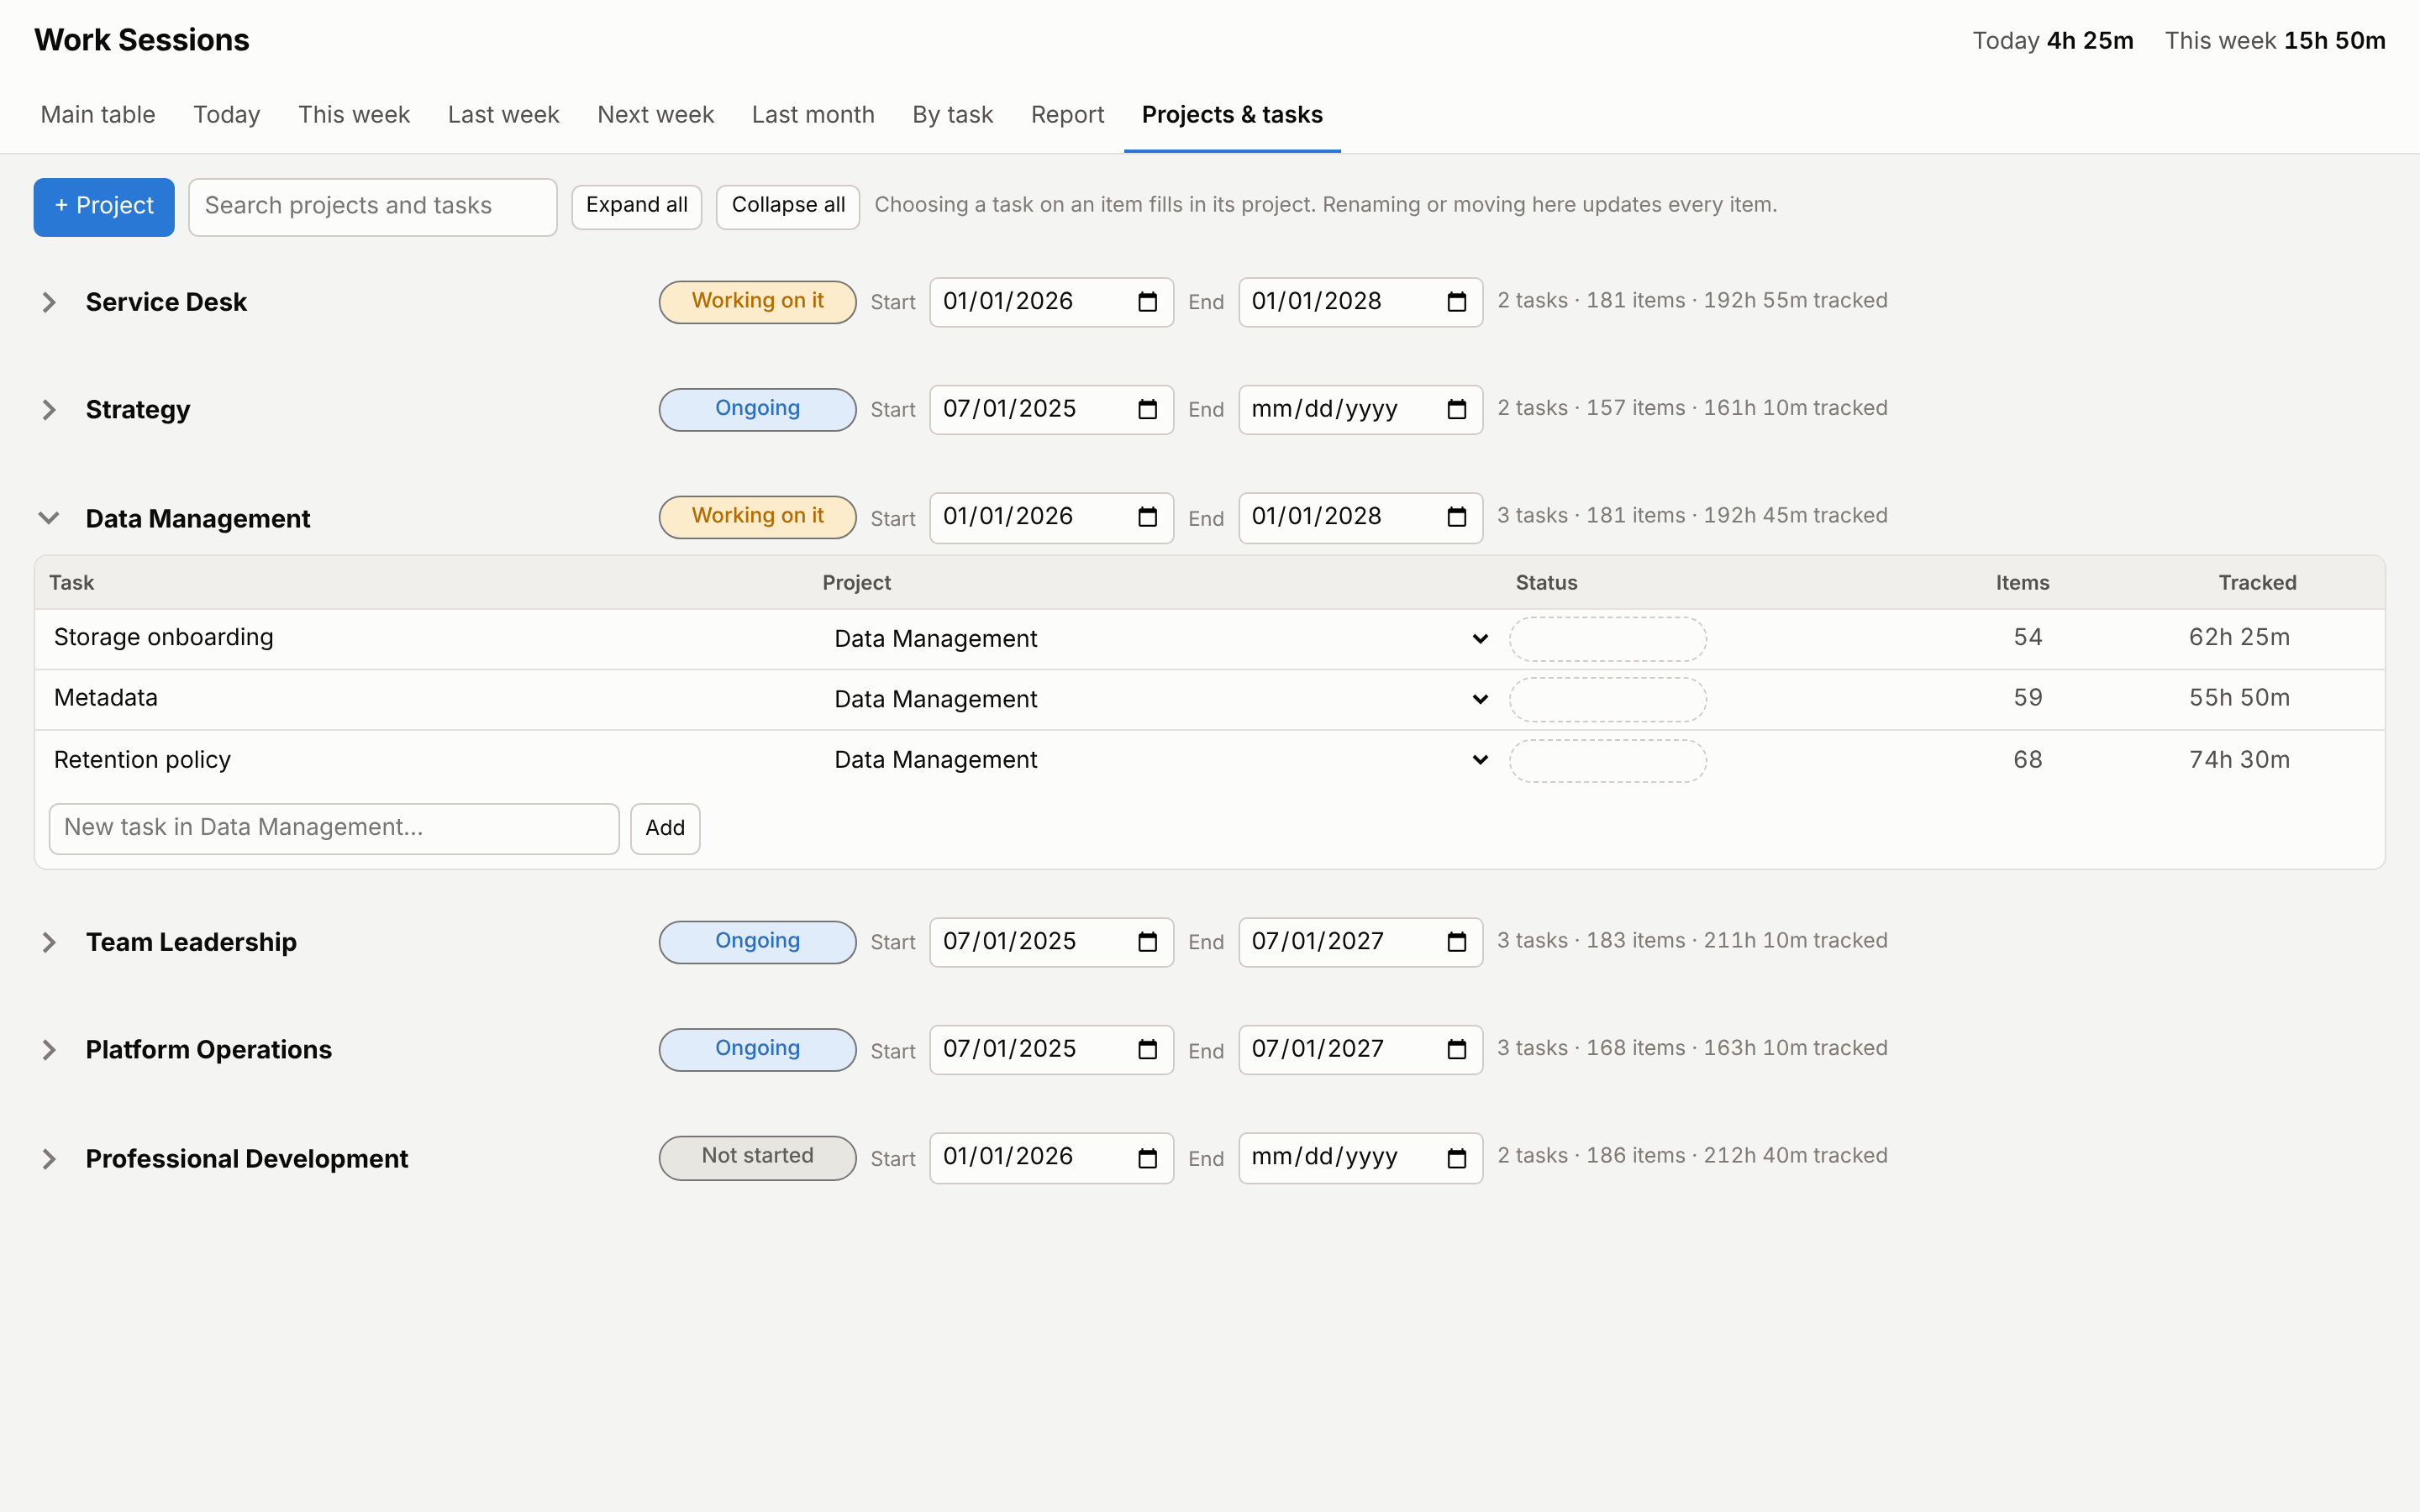 Work Sessions
Today 4h 25m This week 15h 50m
Main table Today This week Last week Next week Last month By task Report Projects & tasks
+ Project Search projects and tasks Expand all Collapse all Choosing a task on an item fills in its project. Renaming or moving here updates every item.
Service Desk Working on it Start 01/01/2026 End 01/01/2028 2 tasks · 181 items · 192h 55m tracked
Strategy Ongoing Start 07/01/2025 End mm/dd/yyyy 2 tasks · 157 items · 161h 10m tracked
Data Management Working on it Start 01/01/2026 End 01/01/2028 3 tasks · 181 items · 192h 45m tracked
Task Project Status Items Tracked
Storage onboarding Data Management 54 62h 25m
Metadata Data Management 59 55h 50m
Retention policy Data Management 68 74h 30m
New task in Data Management... Add
Team Leadership Ongoing Start 07/01/2025 End 07/01/2027 3 tasks · 183 items · 211h 10m tracked
Platform Operations Ongoing Start 07/01/2025 End 07/01/2027 3 tasks · 168 items · 163h 10m tracked
Professional Development Not started Start 01/01/2026 End mm/dd/yyyy 2 tasks · 186 items · 212h 40m tracked